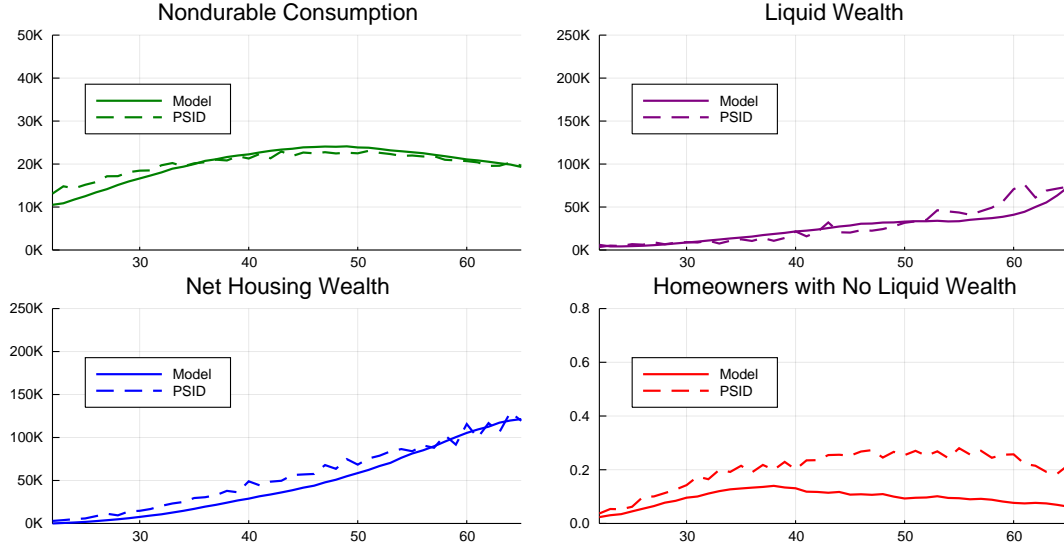 Nondurable Consumption
50K
40K
30K
20K
10K
0K
30
40
50
60
Model
PSID
Liquid Wealth
250K
200K
150K
100K
50K
0K
30
40
50
60
Model
PSID
Net Housing Wealth
250K
200K
150K
100K
50K
0K
30
40
50
60
Model
PSID
Homeowners with No Liquid Wealth
0.8
0.6
0.4
0.2
0.0
30
40
50
60
Model
PSID